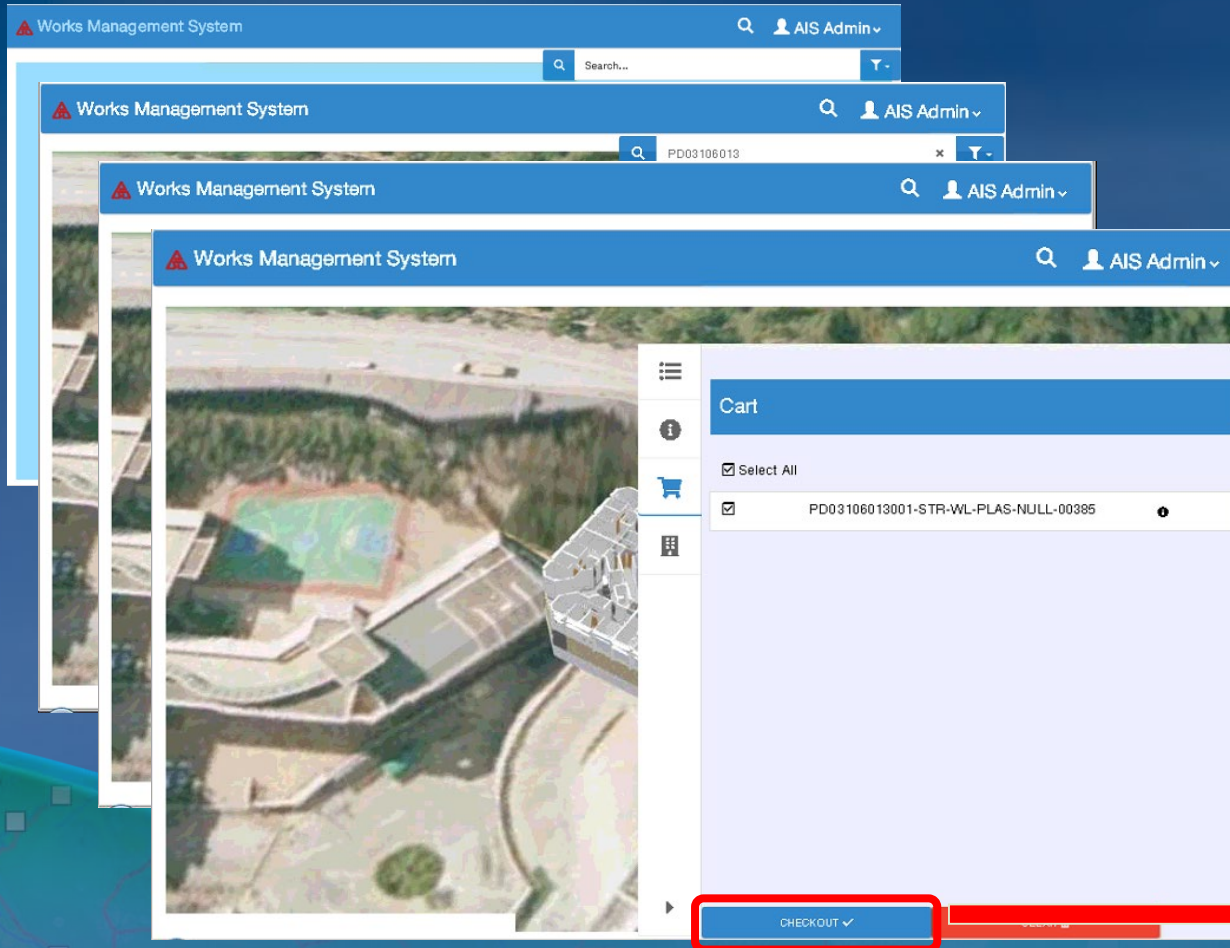 Works Management System
AIS Admin
Search...
Works Management System
AIS Admin
PD03106013
Works Management System
AIS Admin
Works Management System
AIS Admin
Cart
Select All
PD03106013001-STR-WL-PLAS-NULL-00385
CHECKOUT